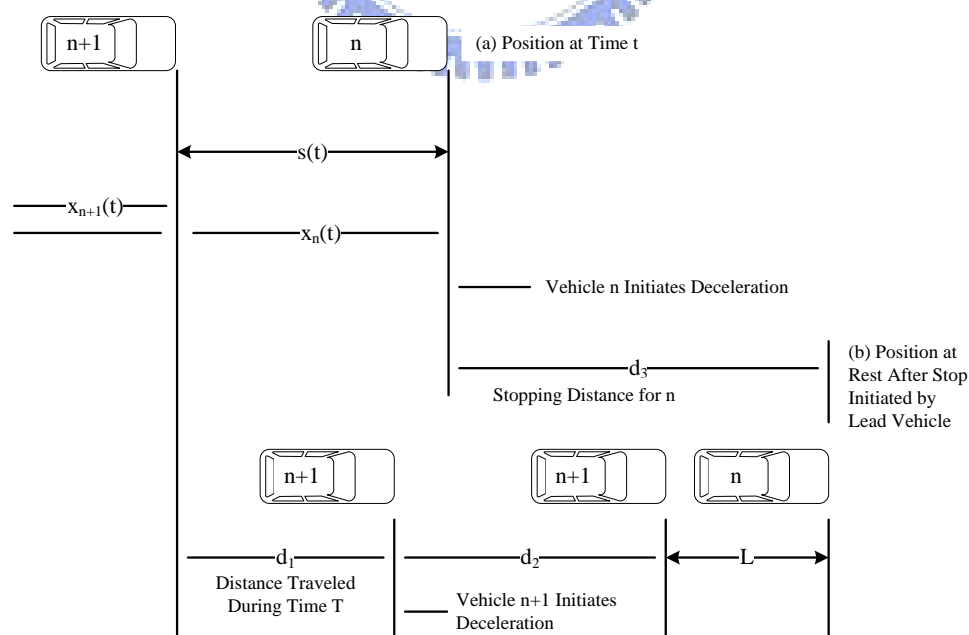 n+1
n
(a) Position at Time t
s(t)
xₙ₊₁(t)
xₙ(t)
Vehicle n Initiates Deceleration
d₃
Stopping Distance for n
(b) Position at
Rest After Stop
Initiated by
Lead Vehicle
n+1
n+1
n
d₁
d₂
L
Distance Traveled
During Time T
Vehicle n+1 Initiates
Deceleration